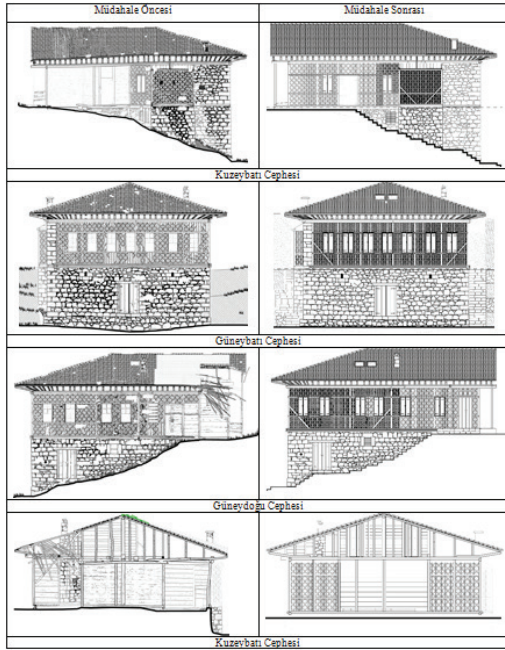 Müdahale Öncesi
Müdahale Sonrası
Kuzeybatı Cephesi
Güneybatı Cephesi
Güneydoğu Cephesi
Kuzeybatı Cephesi